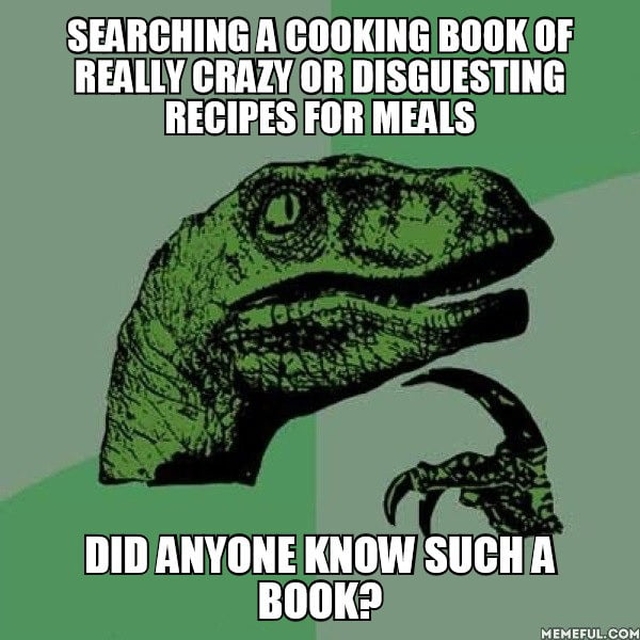 SEARCHING A COOKING BOOK OF
REALLY CRAZY OR DISGUESTING
RECIPES FOR MEALS
DID ANYONE KNOW SUCH A
BOOK?
MEMEFUL.COM